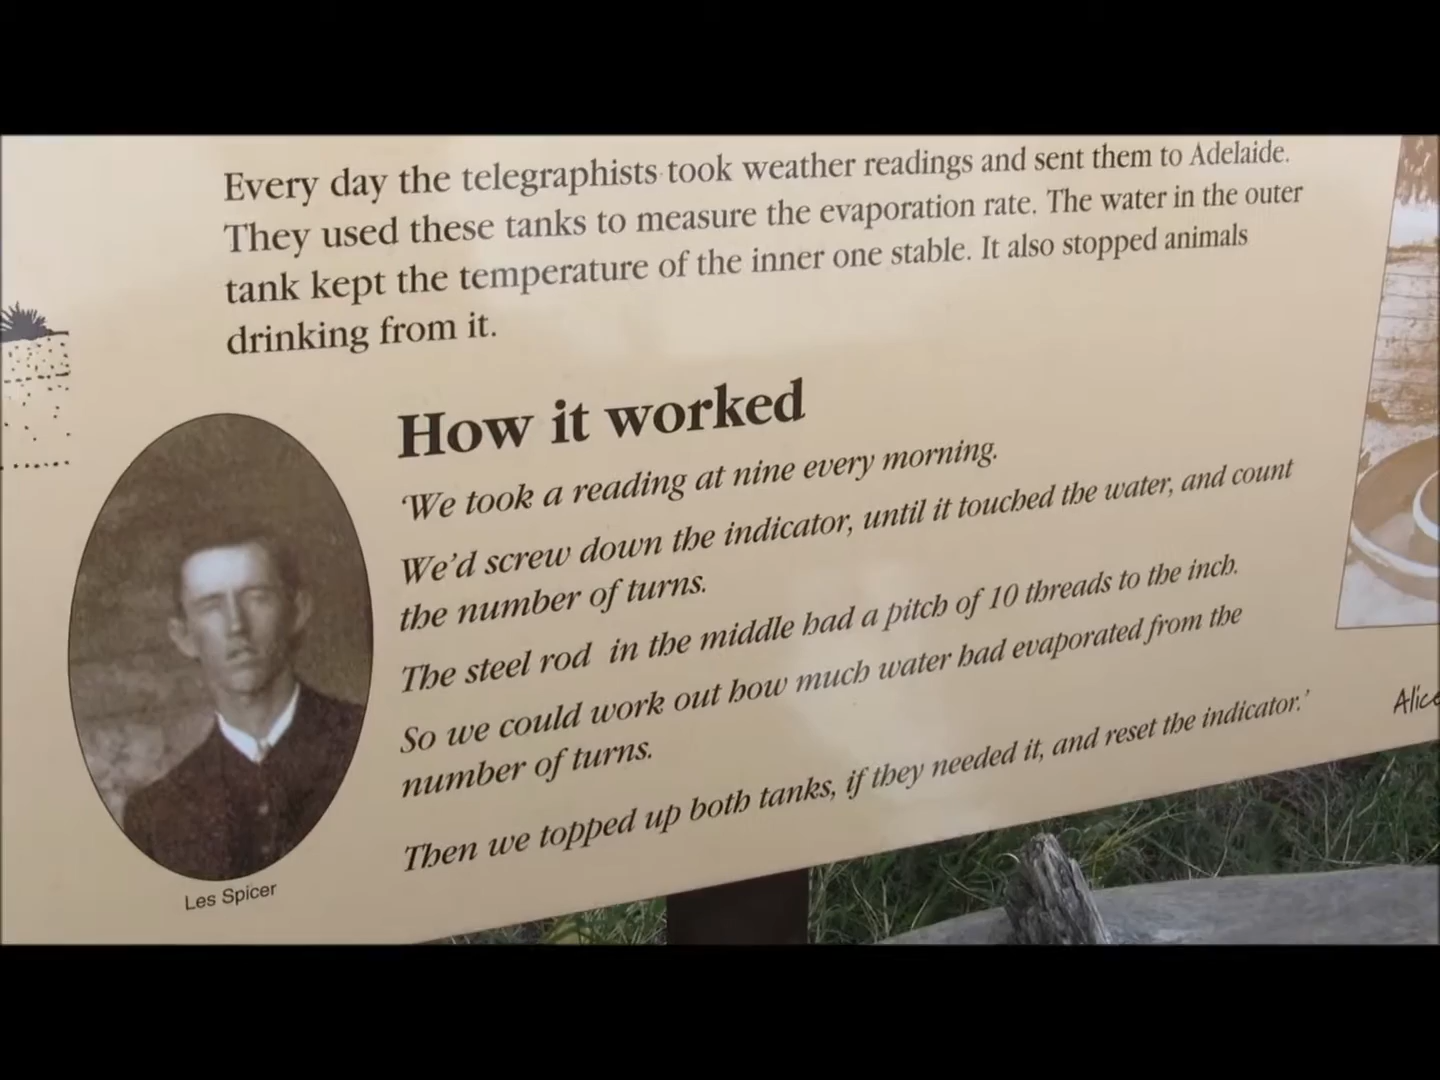 Every day the telegraphists took weather readings and sent them to Adelaide.
They used these tanks to measure the evaporation rate. The water in the outer
tank kept the temperature of the inner one stable. It also stopped animals
drinking from it.
How it worked
'We took a reading at nine every morning.
We'd screw down the indicator, until it touched the water, and count
the number of turns.
The steel rod in the middle had a pitch of 10 threads to the inch.
So we could work out how much water had evaporated from the
number of turns.
Then we topped up both tanks, if they needed it, and reset the indicator.'
Les Spicer
Alice